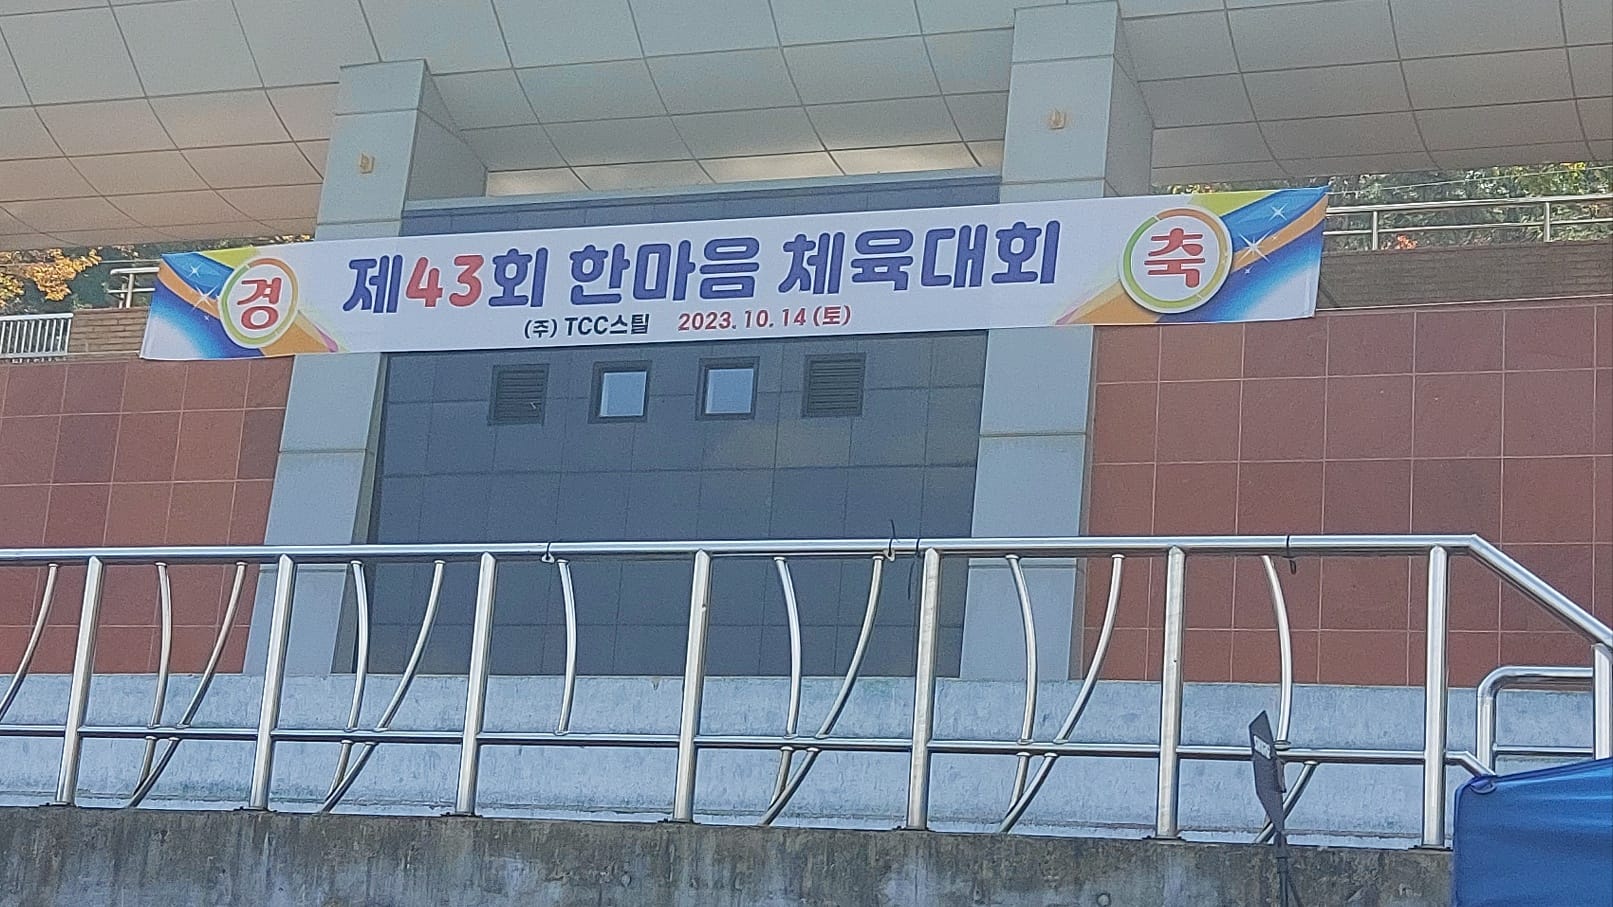 경 제43회 한마음 체육대회 축
(주) TCC스틸 2023. 10. 14 (토)